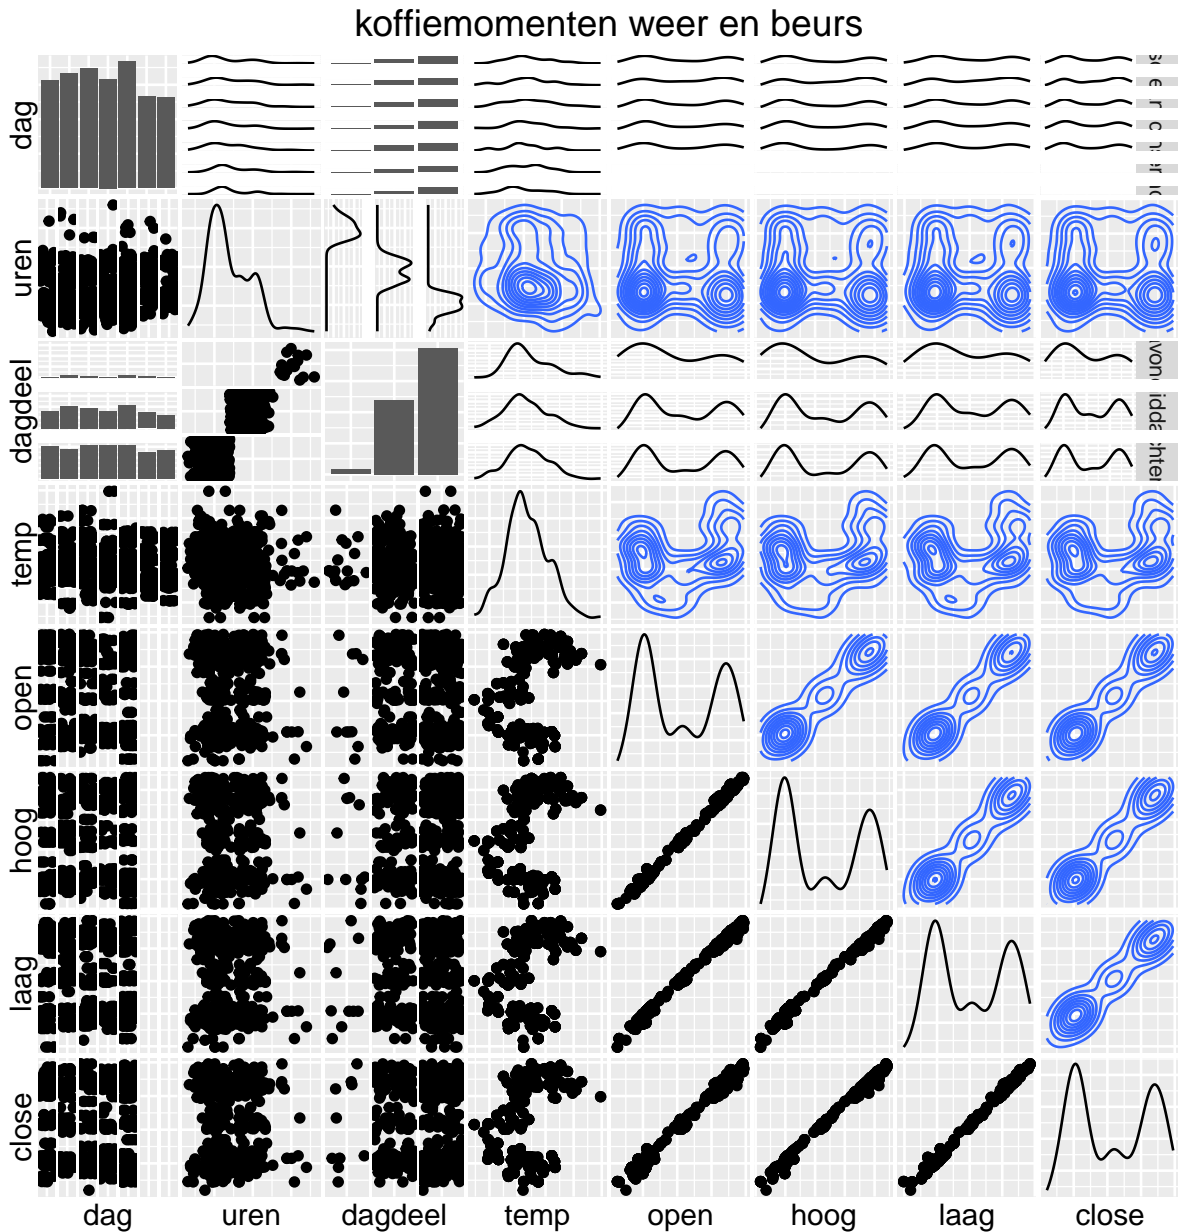 koffiemomenten weer en beurs
dag
uren
dagdeel
temp
open
hoog
laag
close
dag uren dagdeel temp open hoog laag close